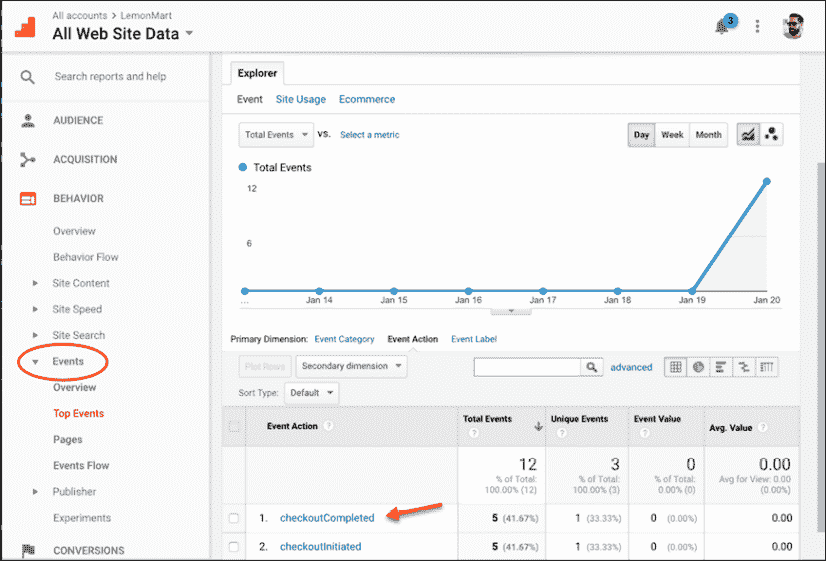 All accounts > LemonMart
All Web Site Data
3
Search reports and help
AUDIENCE
ACQUISITION
BEHAVIOR
Overview
Behavior Flow
Site Content
Site Speed
Site Search
Events
Overview
Top Events
Pages
Events Flow
Publisher
Experiments
CONVERSIONS
Explorer
Event Site Usage Ecommerce
Total Events VS. Select a metric
Day Week Month
Total Events
12
6
... Jan 14 Jan 15 Jan 16 Jan 17 Jan 18 Jan 19 Jan 20
Primary Dimension: Event Category Event Action Event Label
Plot Rows Secondary dimension advanced
Sort Type: Default
Event Action ? Total Events ? Unique Events ? Event Value ? Avg. Value ?
12 3 0 0.00
% of Total: 100.00% (12) % of Total: 100.00% (3) % of Total: 0.00% (0) Avg for View: 0.00 (0.00%)
1. checkoutCompleted 5 (41.67%) 1 (33.33%) 0 (0.00%) 0.00
2. checkoutInitiated 5 (41.67%) 1 (33.33%) 0 (0.00%) 0.00